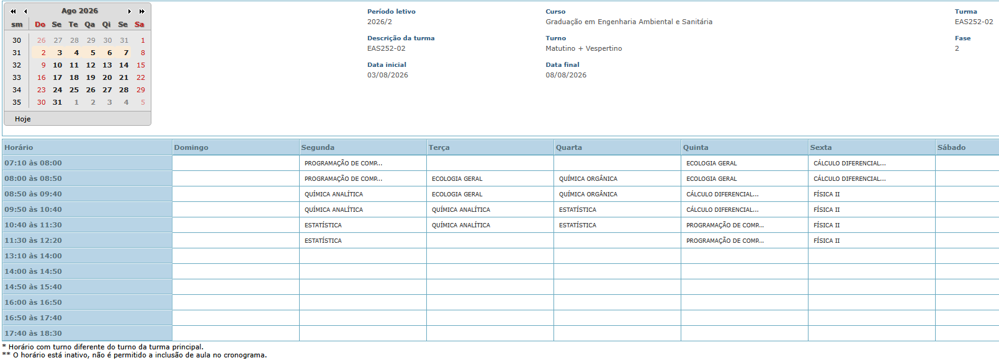 Ago 2026
sm Do Se Te Qa Qi Se Sa
30 26 27 28 29 30 31 1
31 2 3 4 5 6 7 8
32 9 10 11 12 13 14 15
33 16 17 18 19 20 21 22
34 23 24 25 26 27 28 29
35 30 31 1 2 3 4 5
Hoje
Período letivo Curso Turma
2026/2 Graduação em Engenharia Ambiental e Sanitária EAS252-02
Descrição da turma Turno Fase
EAS252-02 Matutino + Vespertino 2
Data inicial Data final
03/08/2026 08/08/2026
Horário Domingo Segunda Terça Quarta Quinta Sexta Sábado
07:10 às 08:00 PROGRAMAÇÃO DE COMP... ECOLOGIA GERAL CÁLCULO DIFERENCIAL...
08:00 às 08:50 PROGRAMAÇÃO DE COMP... ECOLOGIA GERAL QUÍMICA ORGÂNICA ECOLOGIA GERAL CÁLCULO DIFERENCIAL...
08:50 às 09:40 QUÍMICA ANALÍTICA ECOLOGIA GERAL QUÍMICA ORGÂNICA CÁLCULO DIFERENCIAL... FÍSICA II
09:50 às 10:40 QUÍMICA ANALÍTICA QUÍMICA ANALÍTICA ESTATÍSTICA CÁLCULO DIFERENCIAL... FÍSICA II
10:40 às 11:30 ESTATÍSTICA QUÍMICA ANALÍTICA ESTATÍSTICA PROGRAMAÇÃO DE COMP... FÍSICA II
11:30 às 12:20 ESTATÍSTICA PROGRAMAÇÃO DE COMP... FÍSICA II
13:10 às 14:00
14:00 às 14:50
14:50 às 15:40
16:00 às 16:50
16:50 às 17:40
17:40 às 18:30
* Horário com turno diferente do turno da turma principal.
** O horário está inativo, não é permitido a inclusão de aula no cronograma.